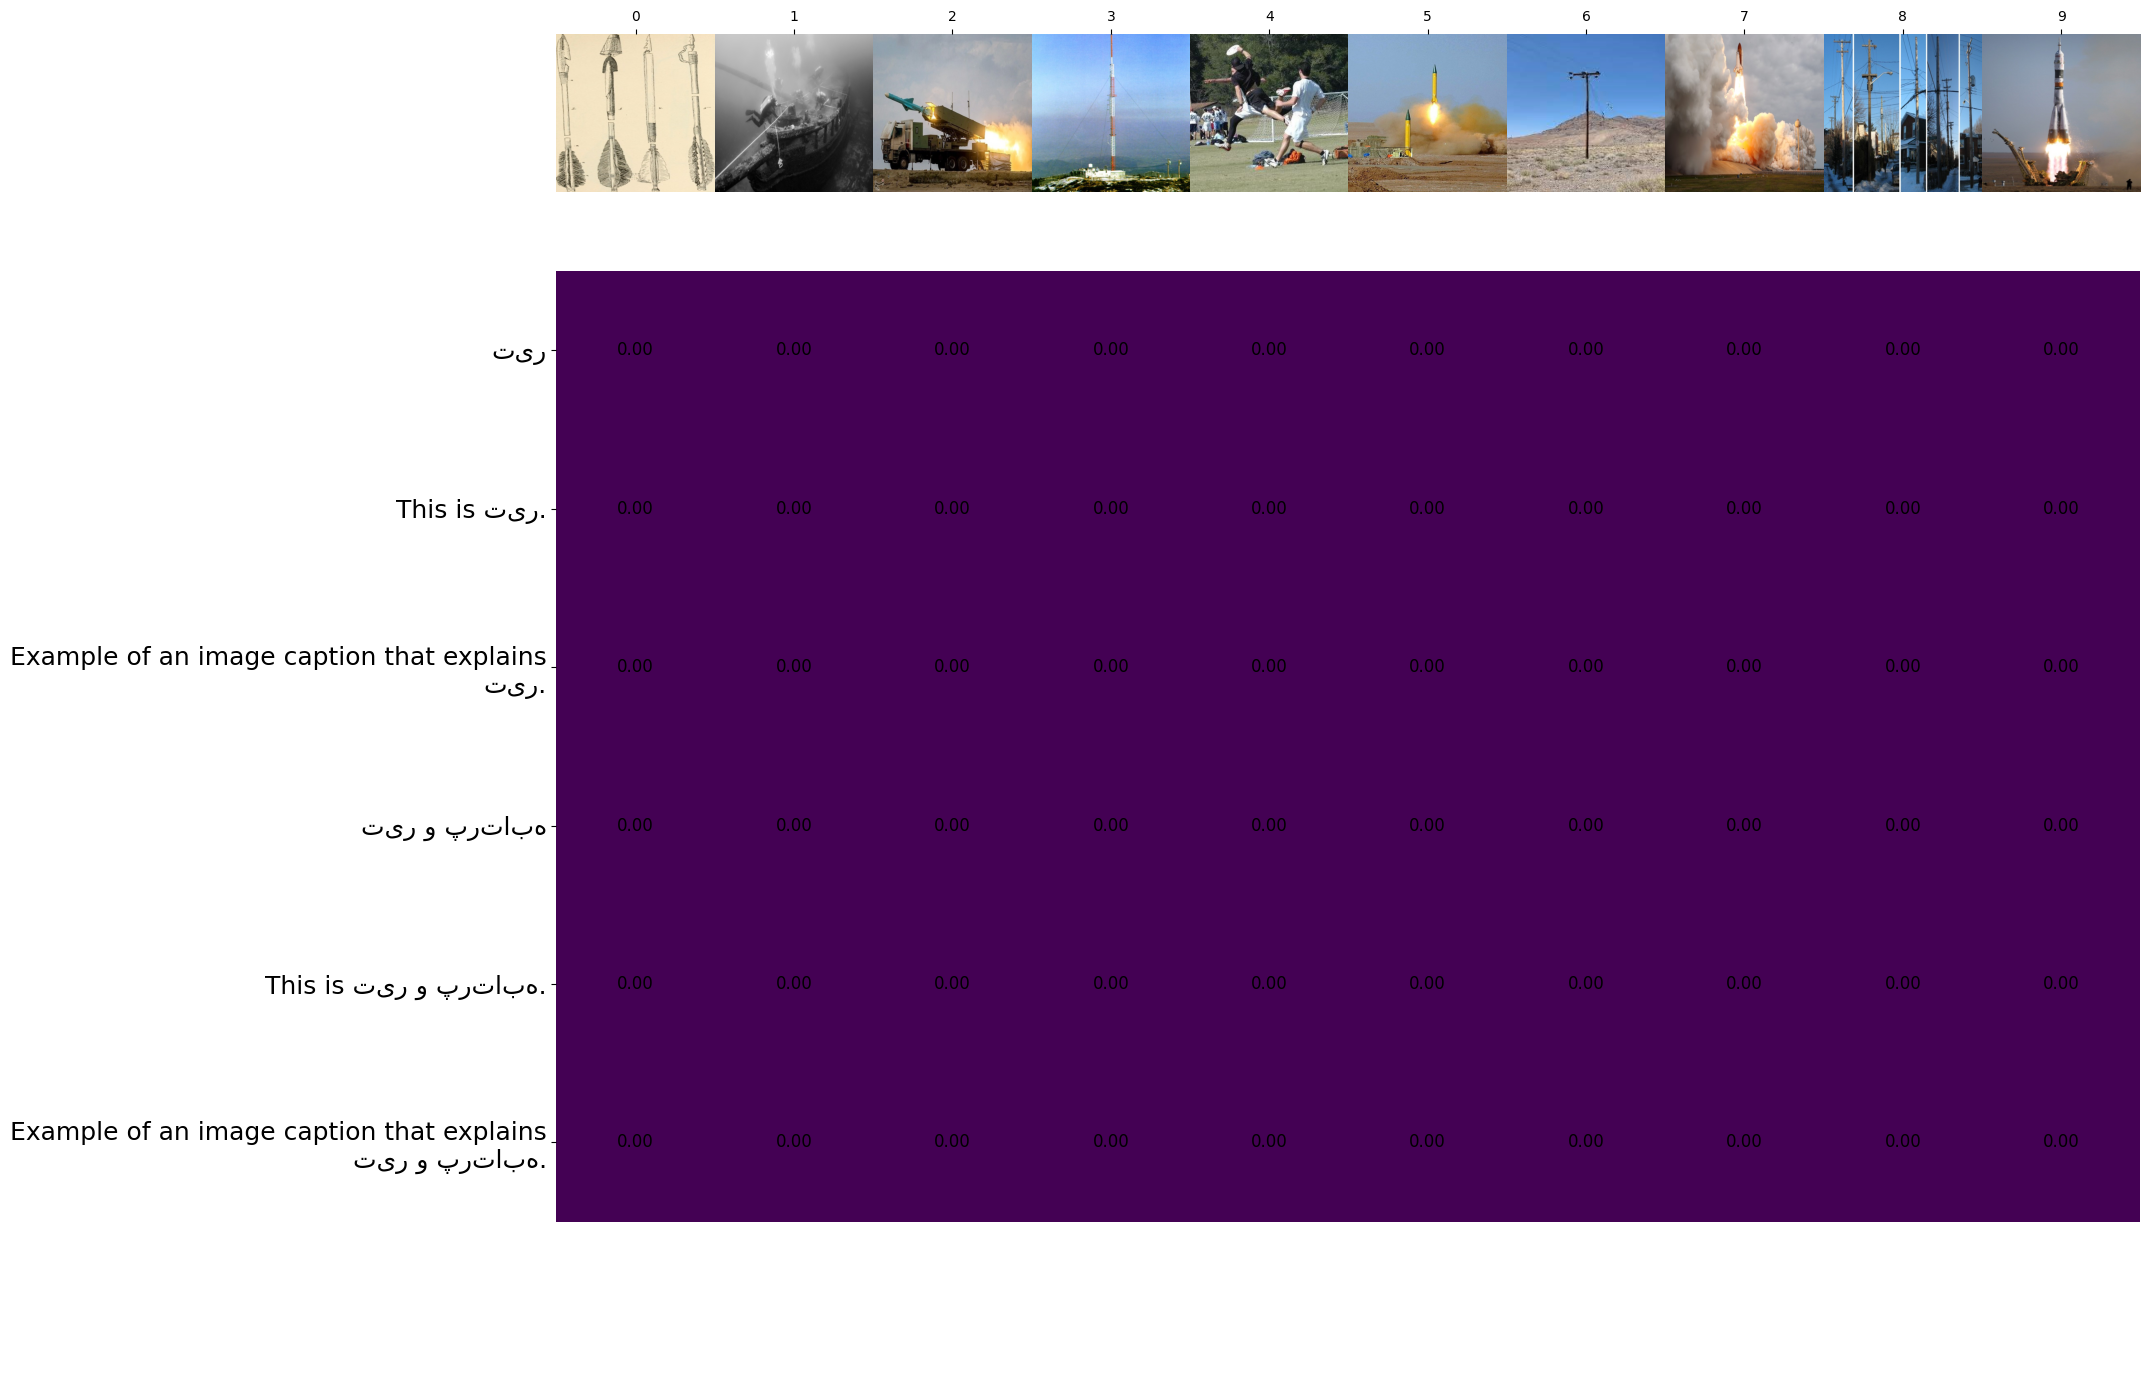 0 1 2 3 4 5 6 7 8 9
تیر 0.00 0.00 0.00 0.00 0.00 0.00 0.00 0.00 0.00 0.00
This is تیر. 0.00 0.00 0.00 0.00 0.00 0.00 0.00 0.00 0.00 0.00
Example of an image caption that explains
تیر. 0.00 0.00 0.00 0.00 0.00 0.00 0.00 0.00 0.00 0.00
تیر و پرتابه 0.00 0.00 0.00 0.00 0.00 0.00 0.00 0.00 0.00 0.00
This is تیر و پرتابه. 0.00 0.00 0.00 0.00 0.00 0.00 0.00 0.00 0.00 0.00
Example of an image caption that explains
تیر و پرتابه. 0.00 0.00 0.00 0.00 0.00 0.00 0.00 0.00 0.00 0.00